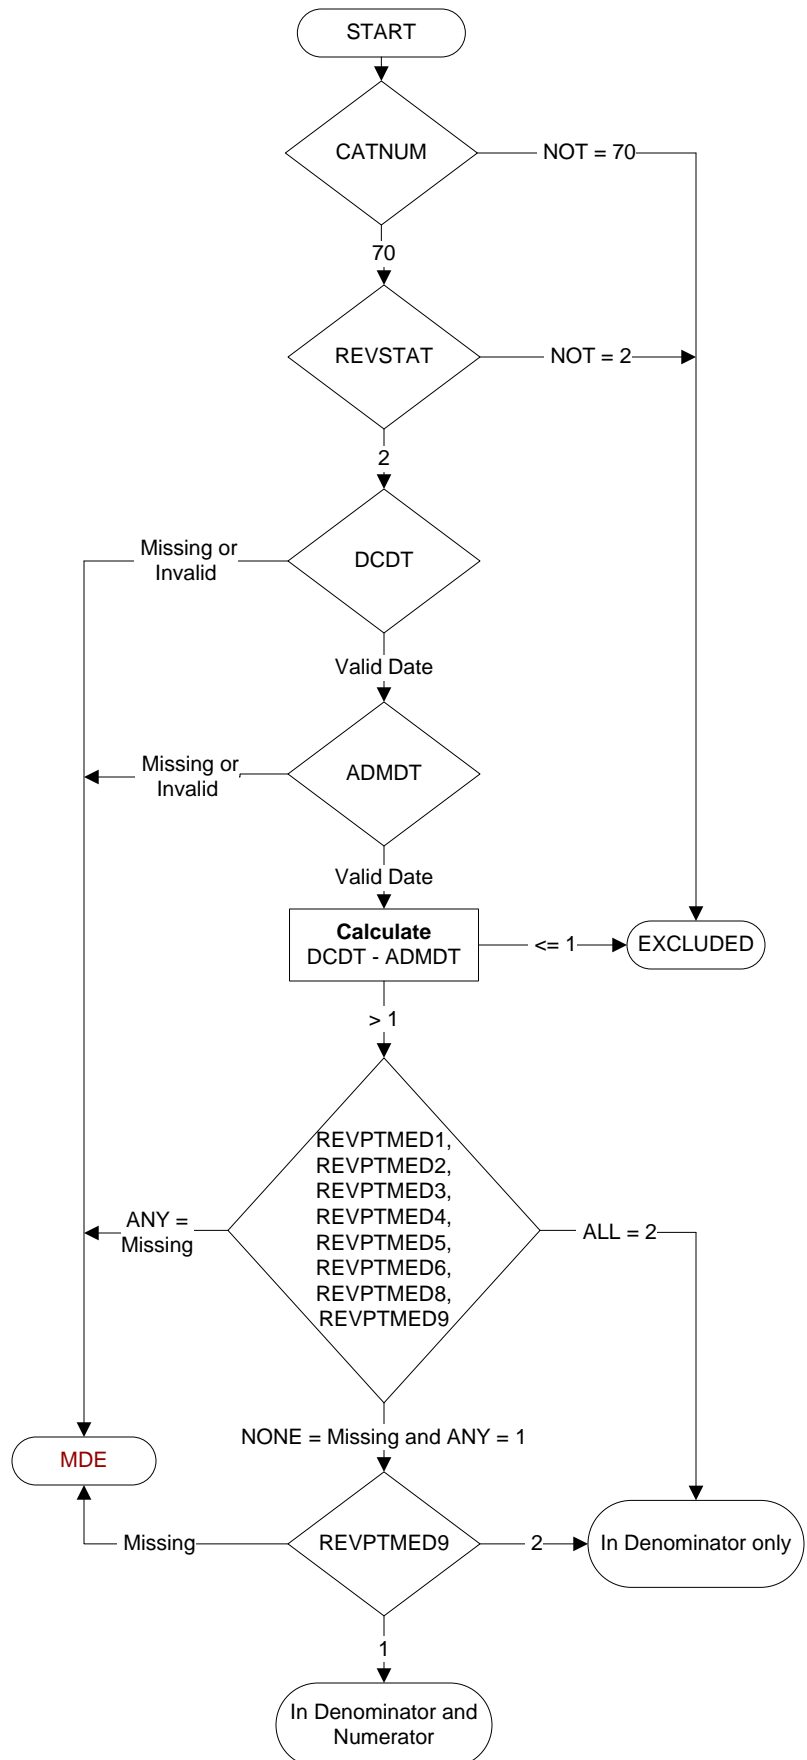 START
CATNUM
NOT = 70
70
REVSTAT
NOT = 2
2
Missing or
Invalid
DCDT
Valid Date
Missing or
Invalid
ADMDT
Valid Date
Calculate
DCDT - ADMDT
<= 1
EXCLUDED
> 1
REVPTMED1,
REVPTMED2,
REVPTMED3,
REVPTMED4,
REVPTMED5,
REVPTMED6,
REVPTMED8,
REVPTMED9
ANY =
Missing
ALL = 2
NONE = Missing and ANY = 1
MDE
Missing
REVPTMED9
2
In Denominator only
1
In Denominator and
Numerator